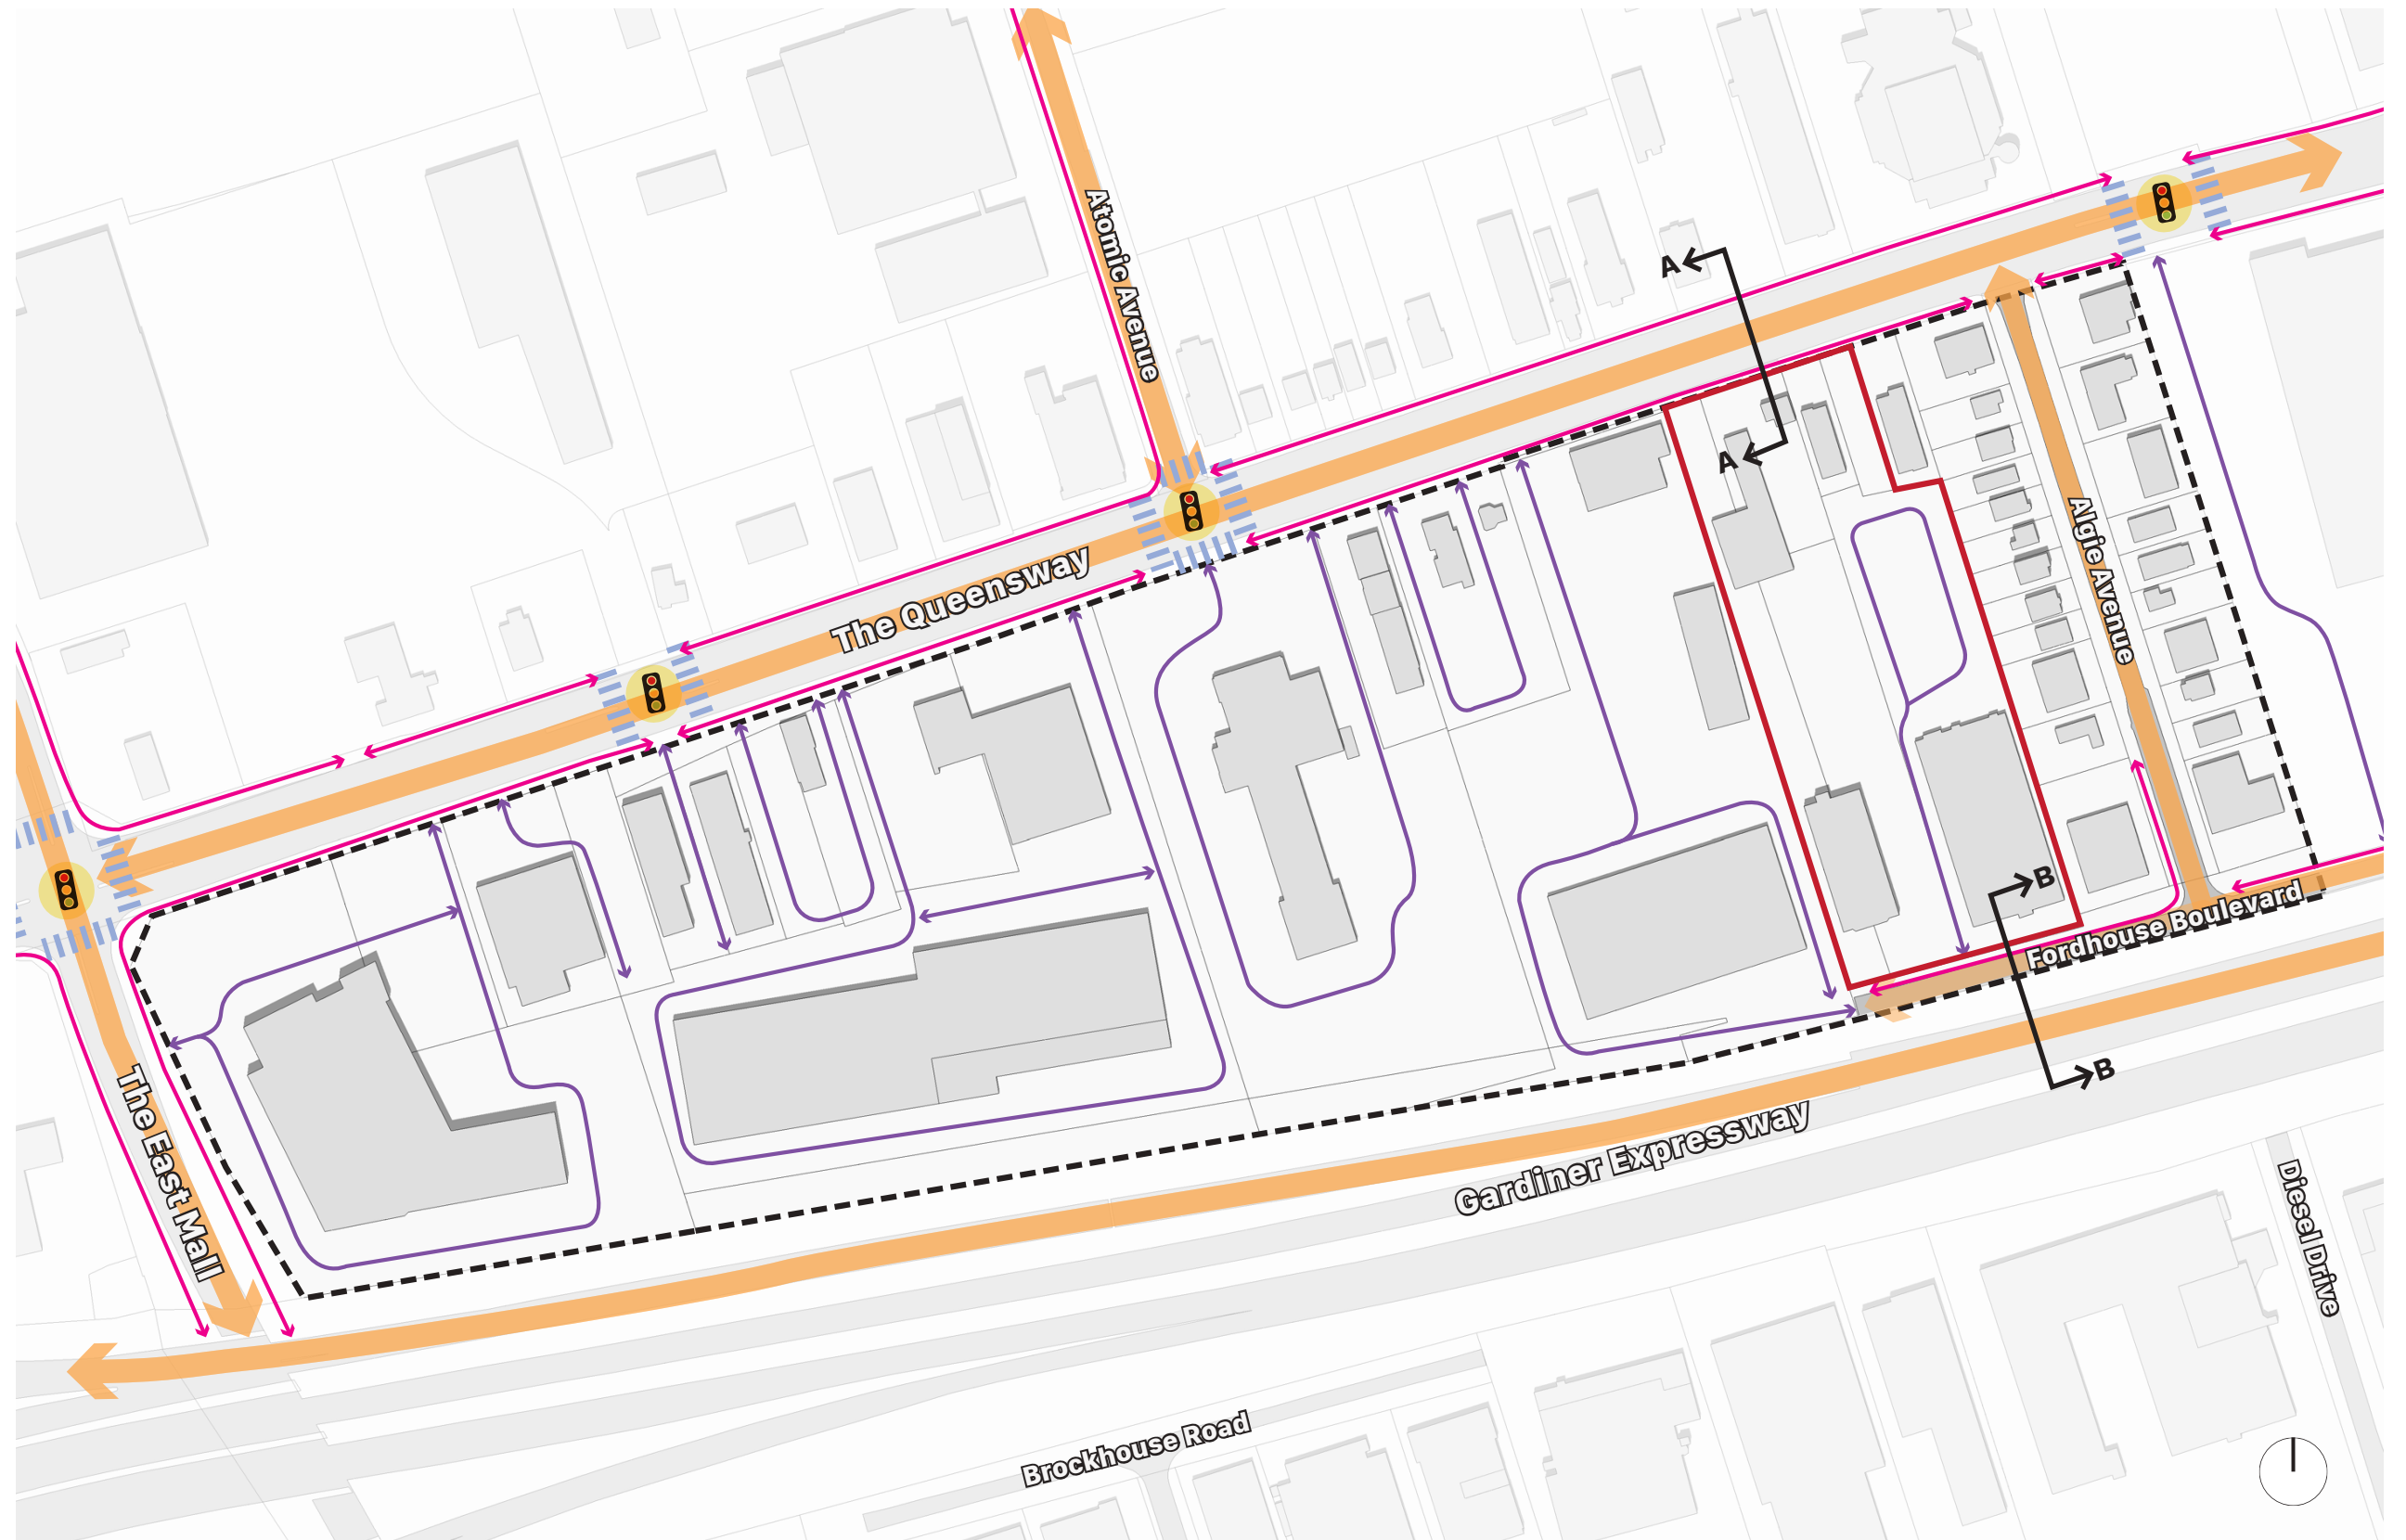 Atomic Avenue
A
A
The Queensway
Algie Avenue
B
Fordhouse Boulevard
B
The East Mall
Gardiner Expressway
Diesel Drive
Brockhouse Road